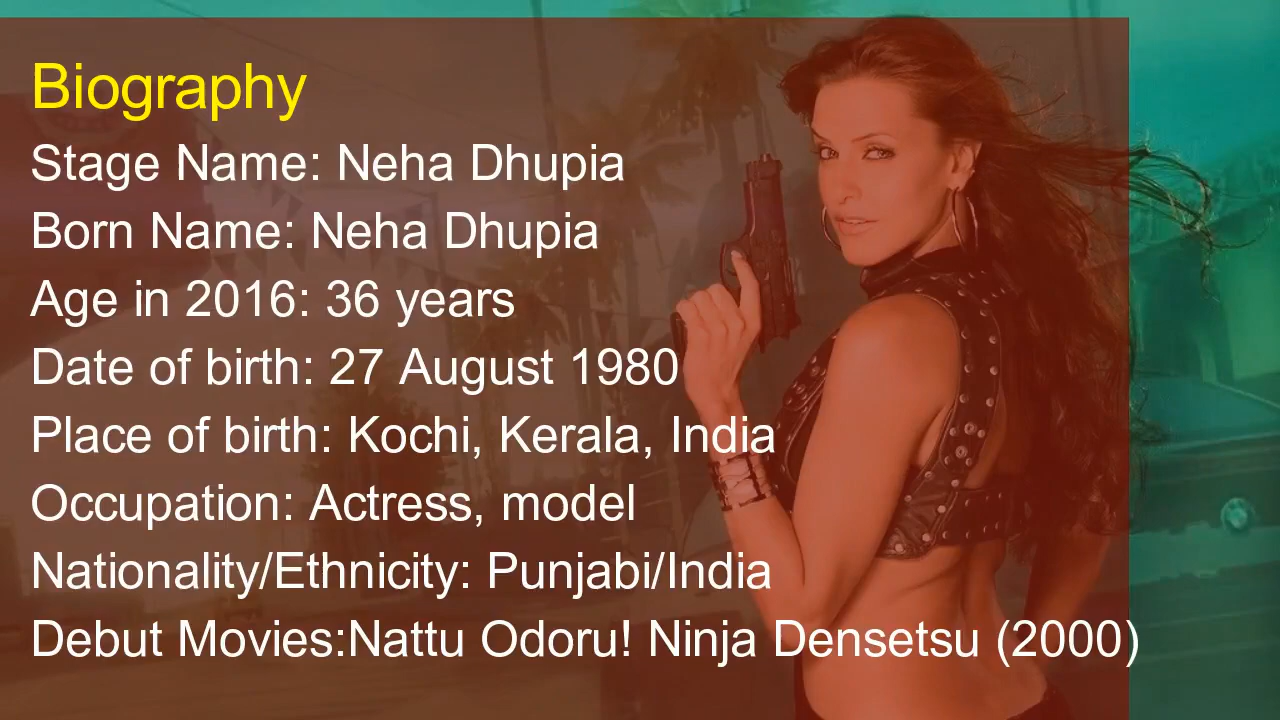 Biography
Stage Name: Neha Dhupia
Born Name: Neha Dhupia
Age in 2016: 36 years
Date of birth: 27 August 1980
Place of birth: Kochi, Kerala, India
Occupation: Actress, model
Nationality/Ethnicity: Punjabi/India
Debut Movies:Nattu Odoru! Ninja Densetsu (2000)